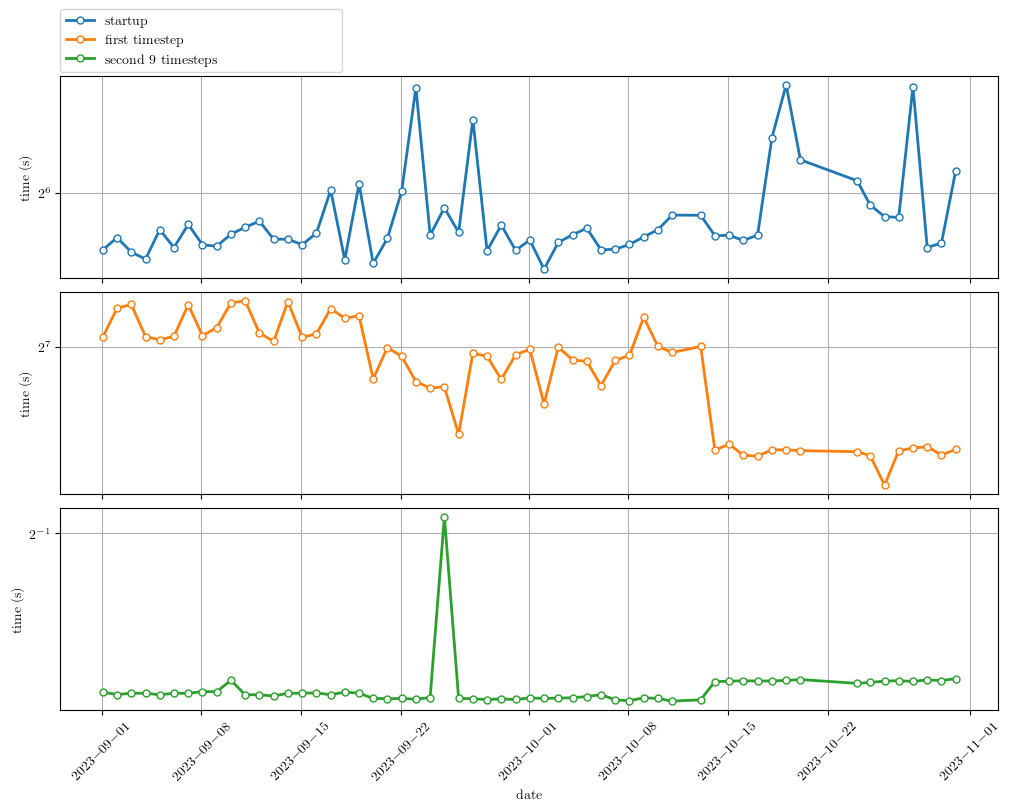 startup
first timestep
second 9 timesteps
time (s)
2^6
time (s)
2^7
time (s)
2^−1
2023−09−01
2023−09−08
2023−09−15
2023−09−22
2023−10−01
2023−10−08
2023−10−15
2023−10−22
2023−11−01
date